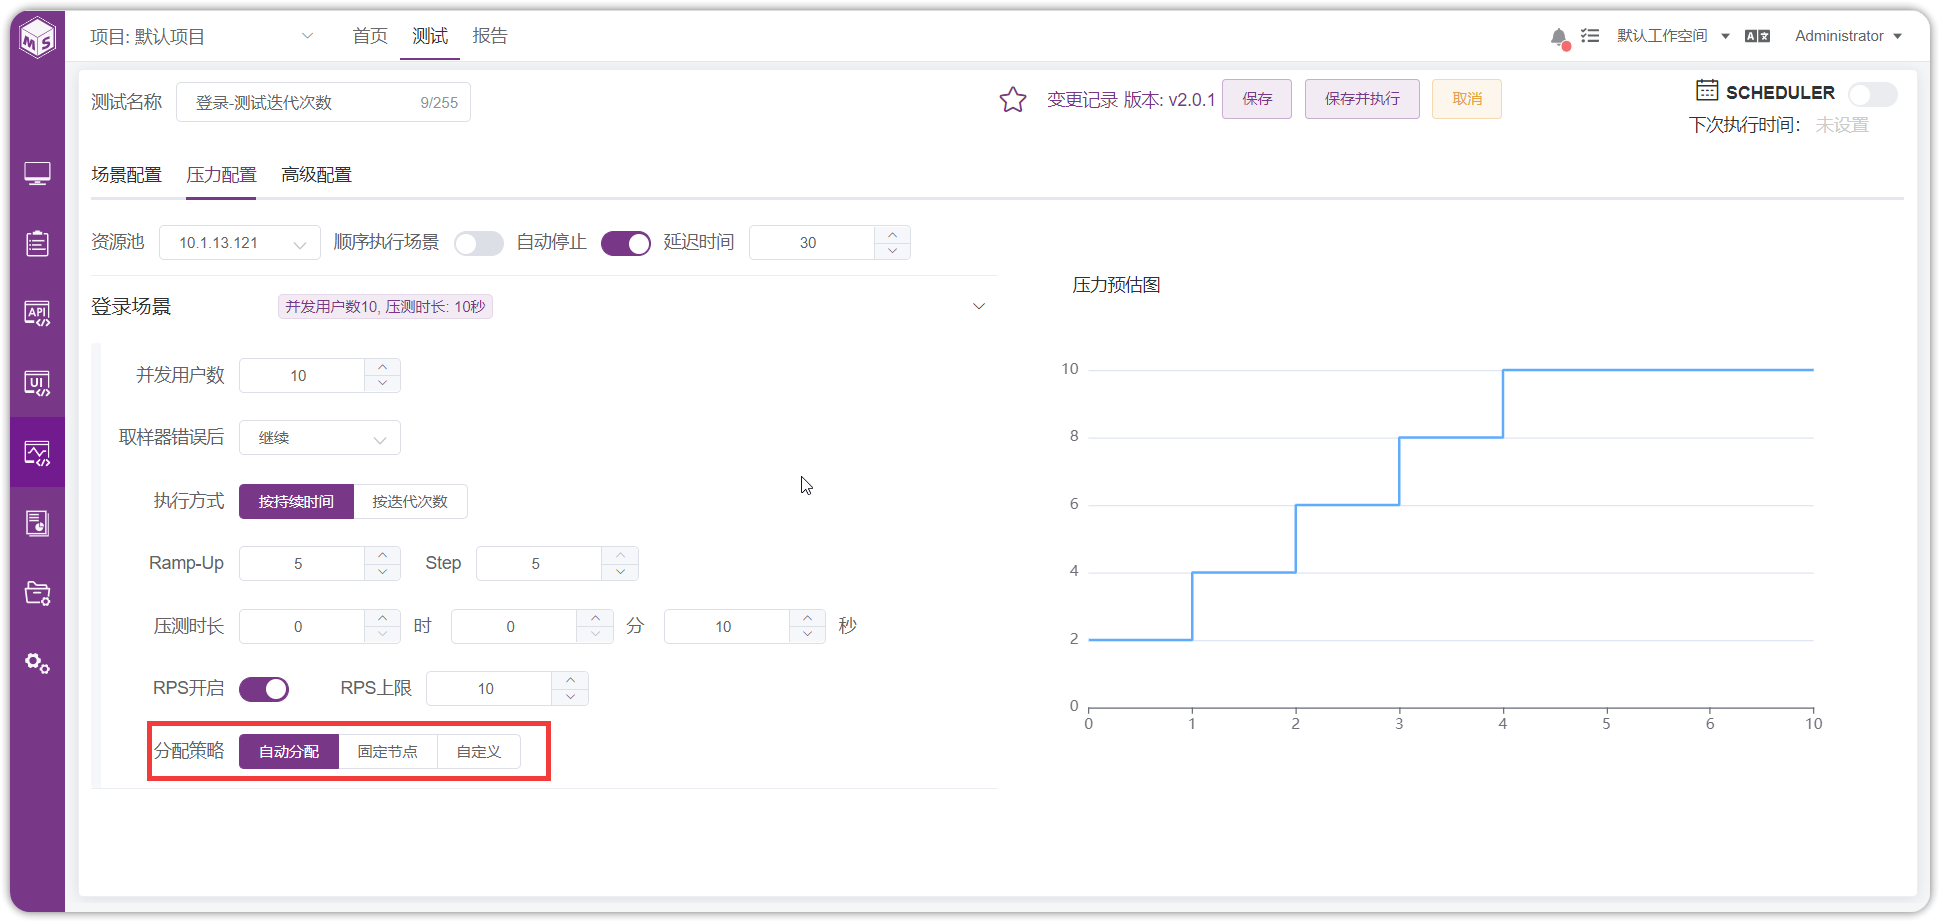 MS
项目: 默认项目
首页 测试 报告
默认工作空间
A
Administrator
测试名称 登录-测试迭代次数 9/255
变更记录 版本: v2.0.1 保存 保存并执行 取消
SCHEDULER
下次执行时间: 未设置
场景配置 压力配置 高级配置
资源池 10.1.13.121 顺序执行场景 自动停止 延迟时间 30
登录场景 并发用户数10, 压测时长: 10秒
并发用户数 10
取样器错误后 继续
执行方式 按持续时间 按迭代次数
Ramp-Up 5 Step 5
压测时长 0 时 0 分 10 秒
RPS开启 RPS上限 10
分配策略 自动分配 固定节点 自定义
API
UI
压力预估图
10
8
6
4
2
0
0 1 2 3 4 5 6 10